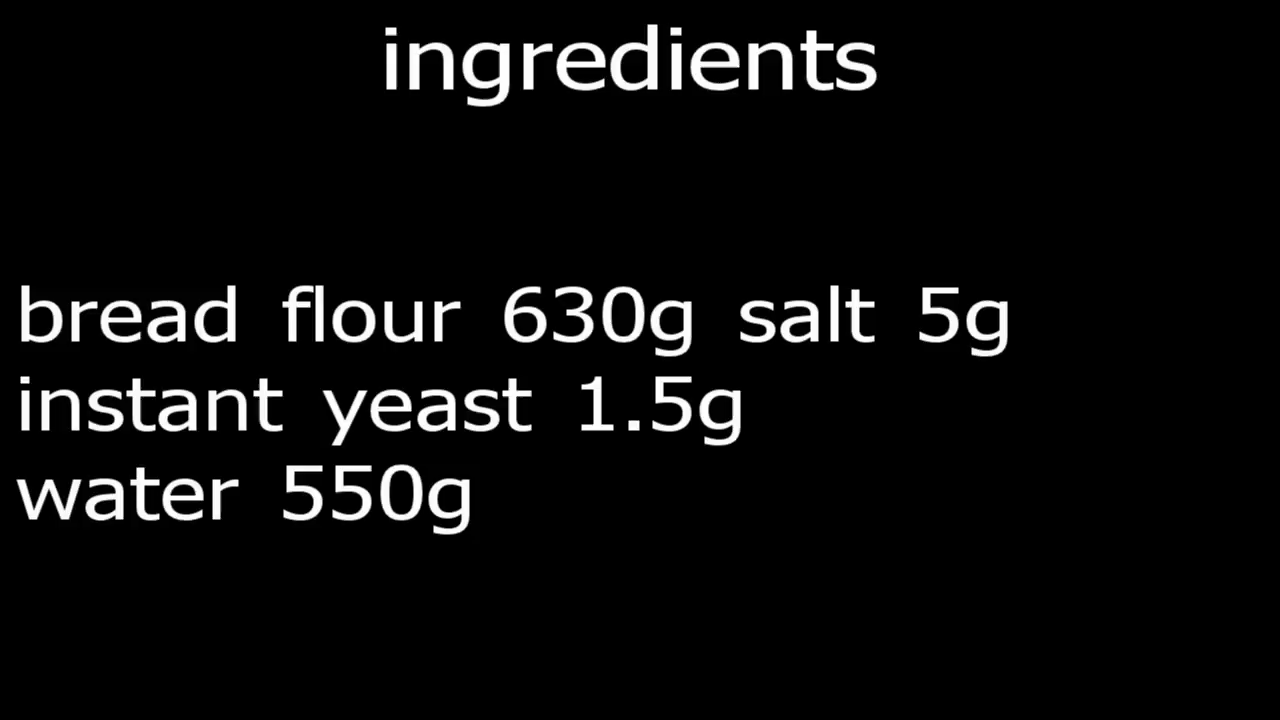 ingredients
bread flour 630g salt 5g
instant yeast 1.5g
water 550g